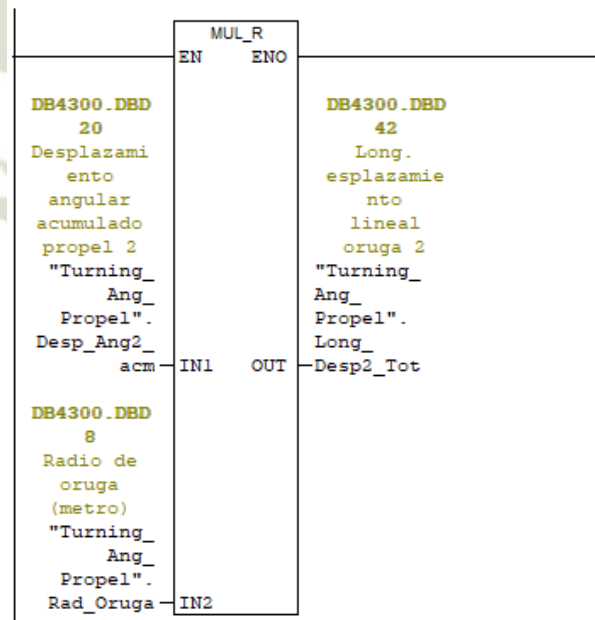 MUL_R
EN ENO
DB4300.DBD
20
Desplazami
ento
angular
acumulado
propel 2
"Turning_
Ang_
Propel".
Desp_Ang2_
acm IN1
DB4300.DBD
42
Long.
esplazamie
nto
lineal
oruga 2
"Turning_
Ang_
Propel".
Long_
OUT Desp2_Tot
DB4300.DBD
8
Radio de
oruga
(metro)
"Turning_
Ang_
Propel".
Rad_Oruga IN2